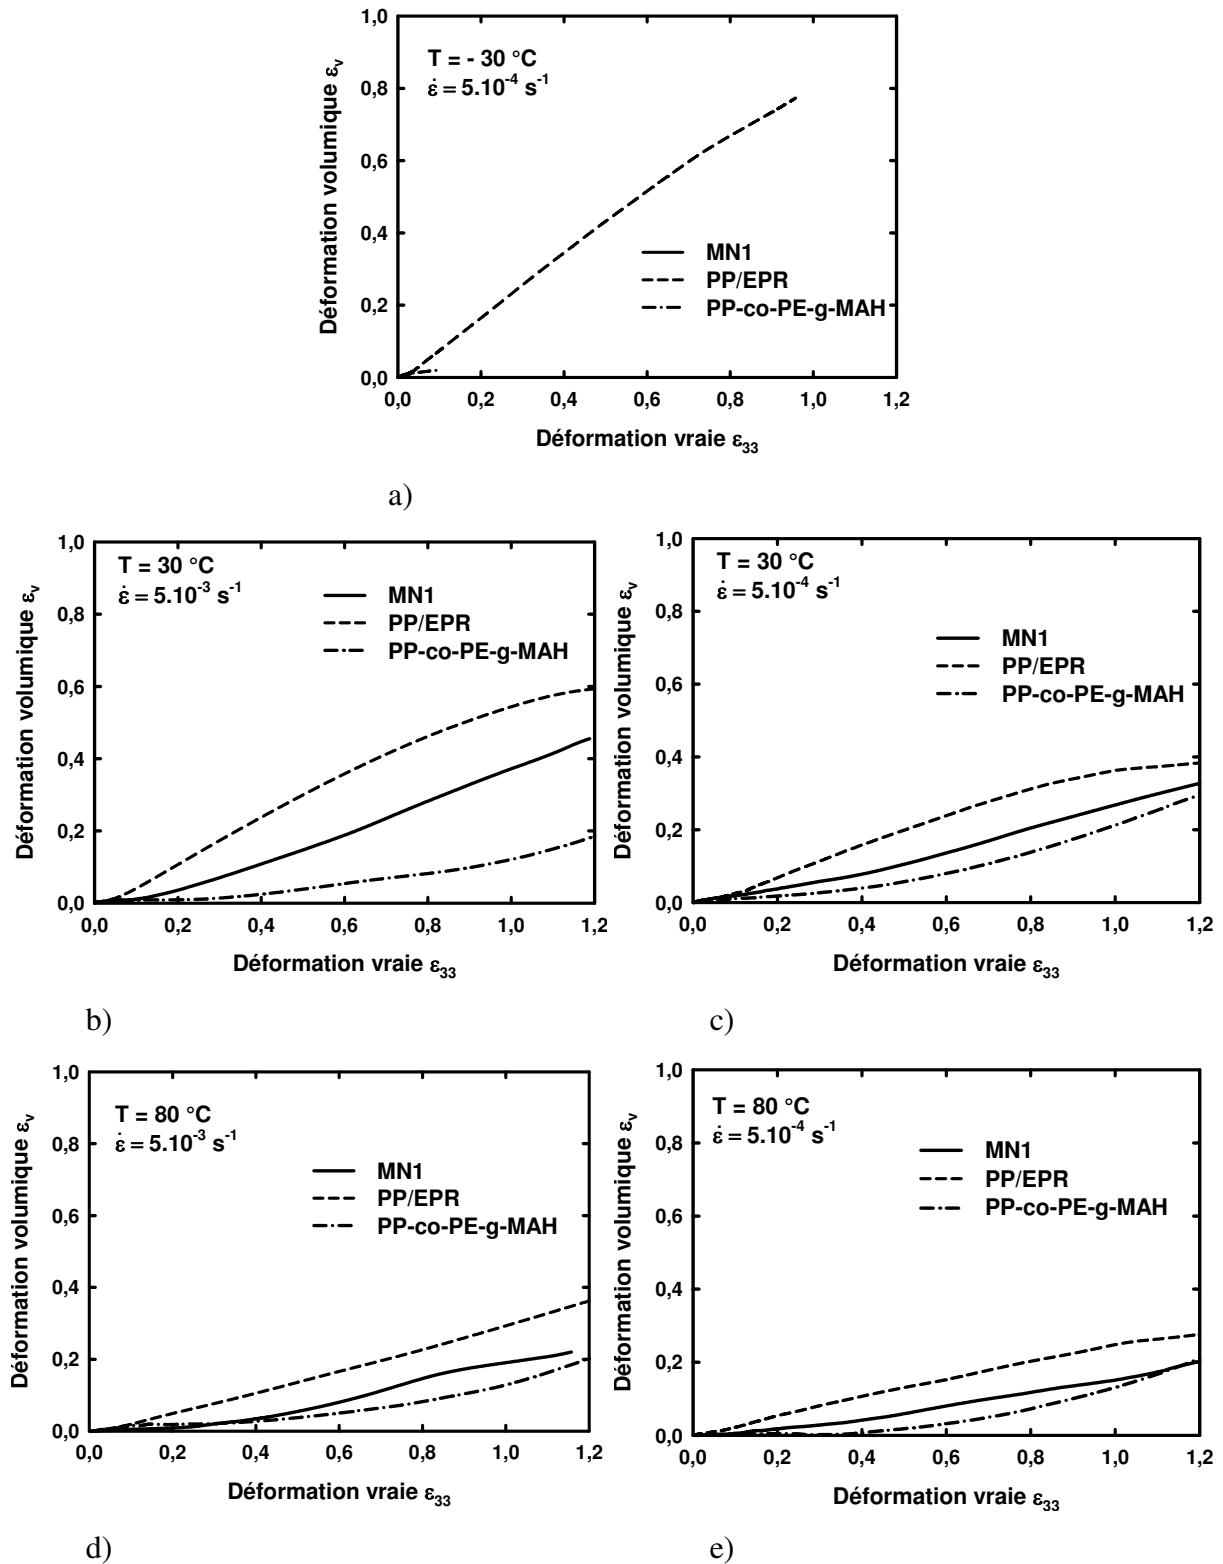 1,0
T = - 30 °C
ε̇ = 5.10⁻⁴ s⁻¹
0,8
0,6
0,4
0,2
0,0
Déformation volumique εᵥ
MN1
PP/EPR
PP-co-PE-g-MAH
0,0 0,2 0,4 0,6 0,8 1,0 1,2
Déformation vraie ε₃₃
a)
1,0
T = 30 °C
ε̇ = 5.10⁻³ s⁻¹
0,8
0,6
0,4
0,2
0,0
Déformation volumique εᵥ
MN1
PP/EPR
PP-co-PE-g-MAH
0,0 0,2 0,4 0,6 0,8 1,0 1,2
Déformation vraie ε₃₃
b)
1,0
T = 30 °C
ε̇ = 5.10⁻⁴ s⁻¹
0,8
0,6
0,4
0,2
0,0
Déformation volumique εᵥ
MN1
PP/EPR
PP-co-PE-g-MAH
0,0 0,2 0,4 0,6 0,8 1,0 1,2
Déformation vraie ε₃₃
c)
1,0
T = 80 °C
ε̇ = 5.10⁻³ s⁻¹
0,8
0,6
0,4
0,2
0,0
Déformation volumique εᵥ
MN1
PP/EPR
PP-co-PE-g-MAH
0,0 0,2 0,4 0,6 0,8 1,0 1,2
Déformation vraie ε₃₃
d)
1,0
T = 80 °C
ε̇ = 5.10⁻⁴ s⁻¹
0,8
0,6
0,4
0,2
0,0
Déformation volumique εᵥ
MN1
PP/EPR
PP-co-PE-g-MAH
0,0 0,2 0,4 0,6 0,8 1,0 1,2
Déformation vraie ε₃₃
e)